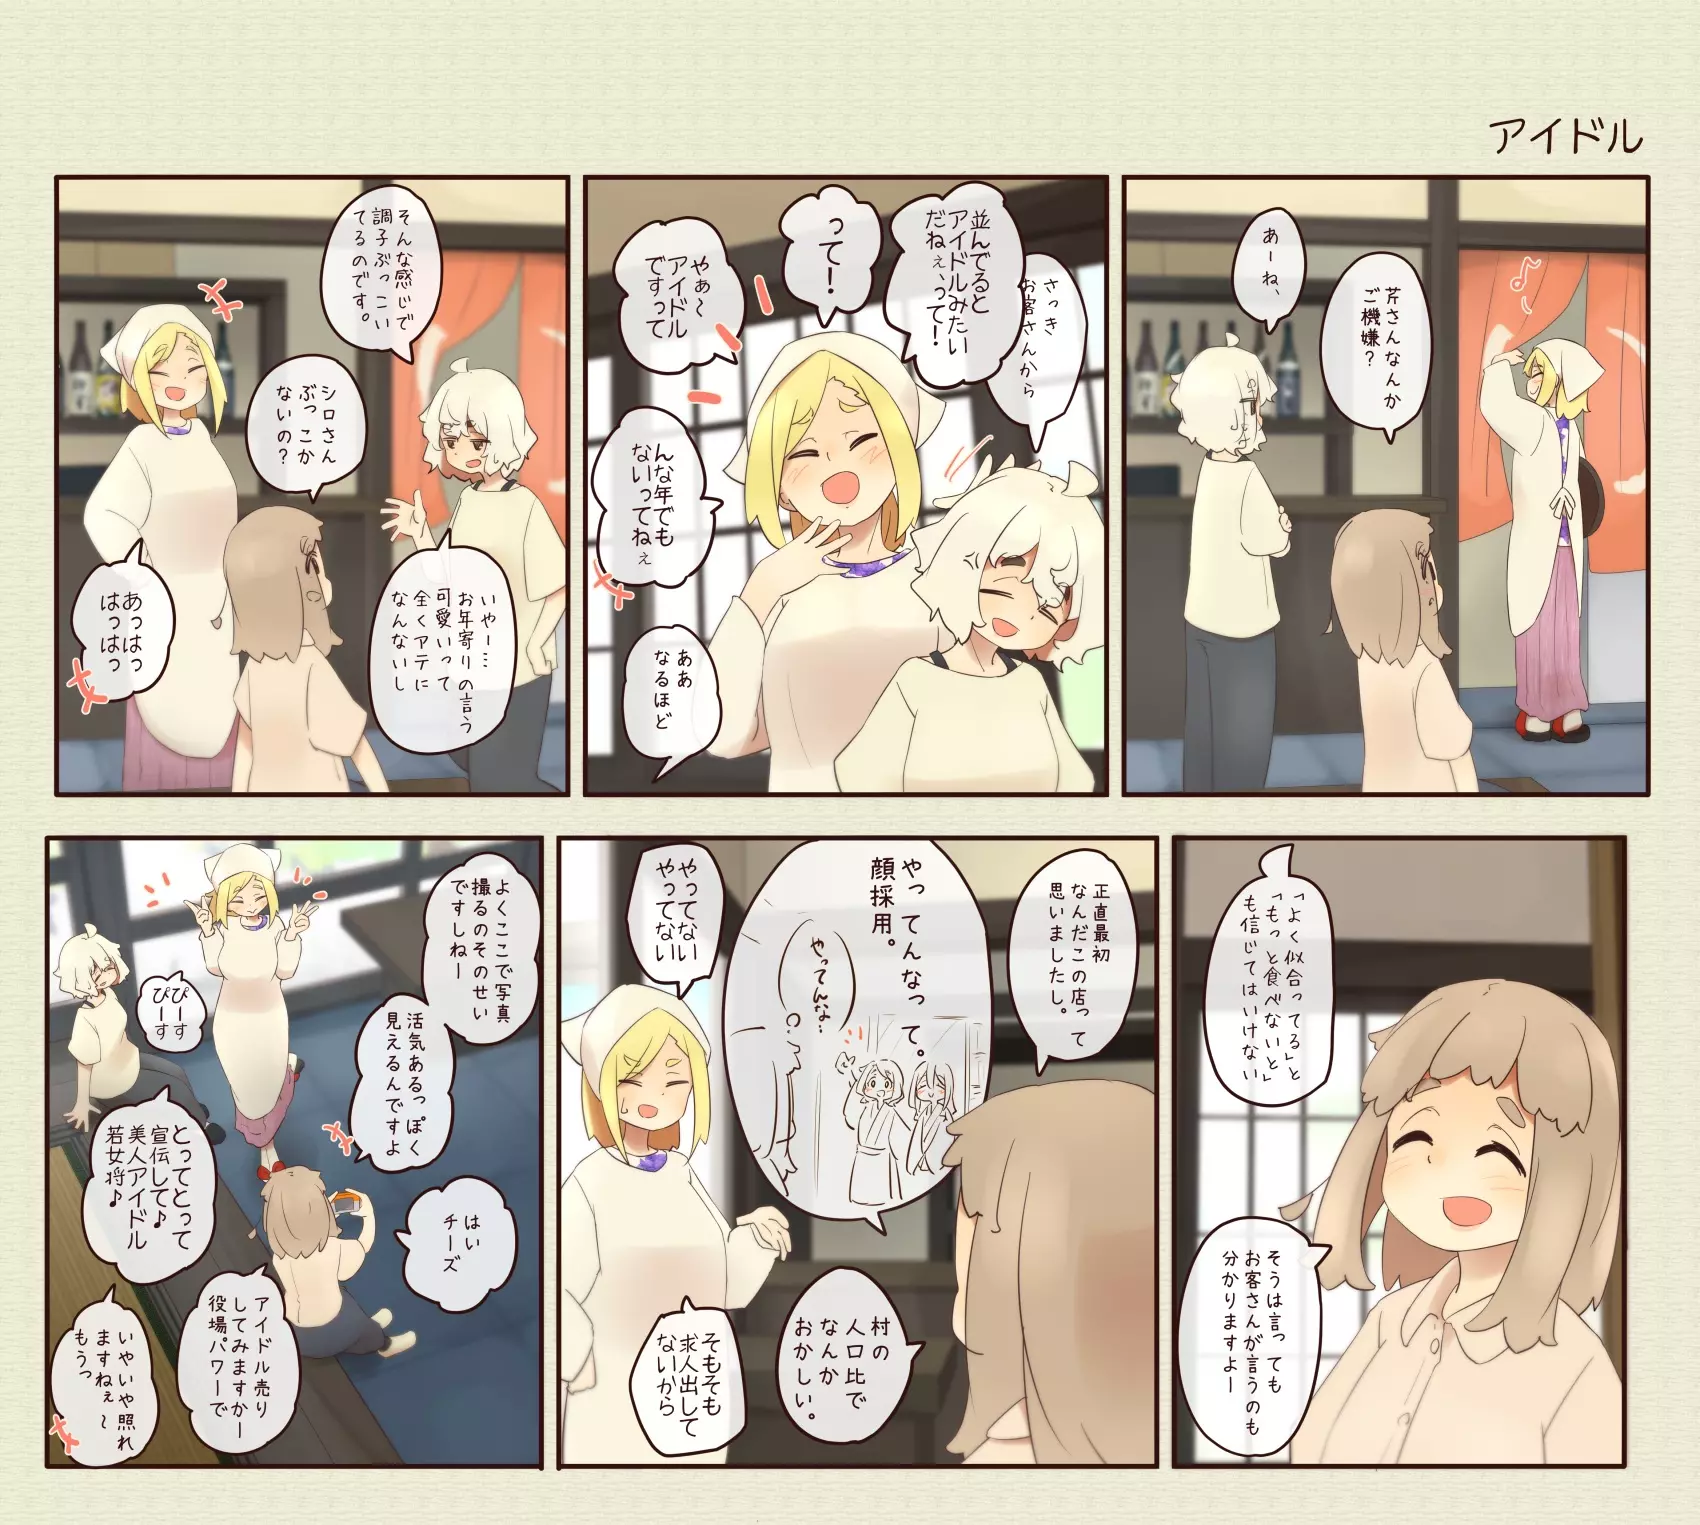 アイドル
芹さんなんか
ご機嫌?
あーね、
さっき
お客さんから
並んでると
アイドルみたい
だねぇ、って!
って!
やぁ～
アイドル
ですって
んな年でも
ないってねぇ
ああ
なるほど
そんな感じで
調子ぶっこい
てるのです。
シロさん
ぶっこか
ないの?
いやー…
お年寄りの言う
可愛いって
全くアテに
なんないし
あっはっ
はっはっ
「よく似合ってる」と
「もっと食べないと」
も信じてはいけない
そうは言っても
お客さんが言うのも
分かりますよー
正直最初
なんだこの店って
思いましたし。
やってんなって。
顔採用。
やってんな…
やってない
やってない
村の
人口比で
なんか
おかしい。
そもそも
求人出して
ないから
よくここで写真
撮るのそのせい
ですしねー
活気あるっぽく
見えるんですよ
はい
チーズ
ぴーす
ぴーす
とってとって
宣伝して♪
美人アイドル
若女将♪
アイドル売り
してみますかー
役場パワーで
いやいや照れ
ますねぇ～
もうっ